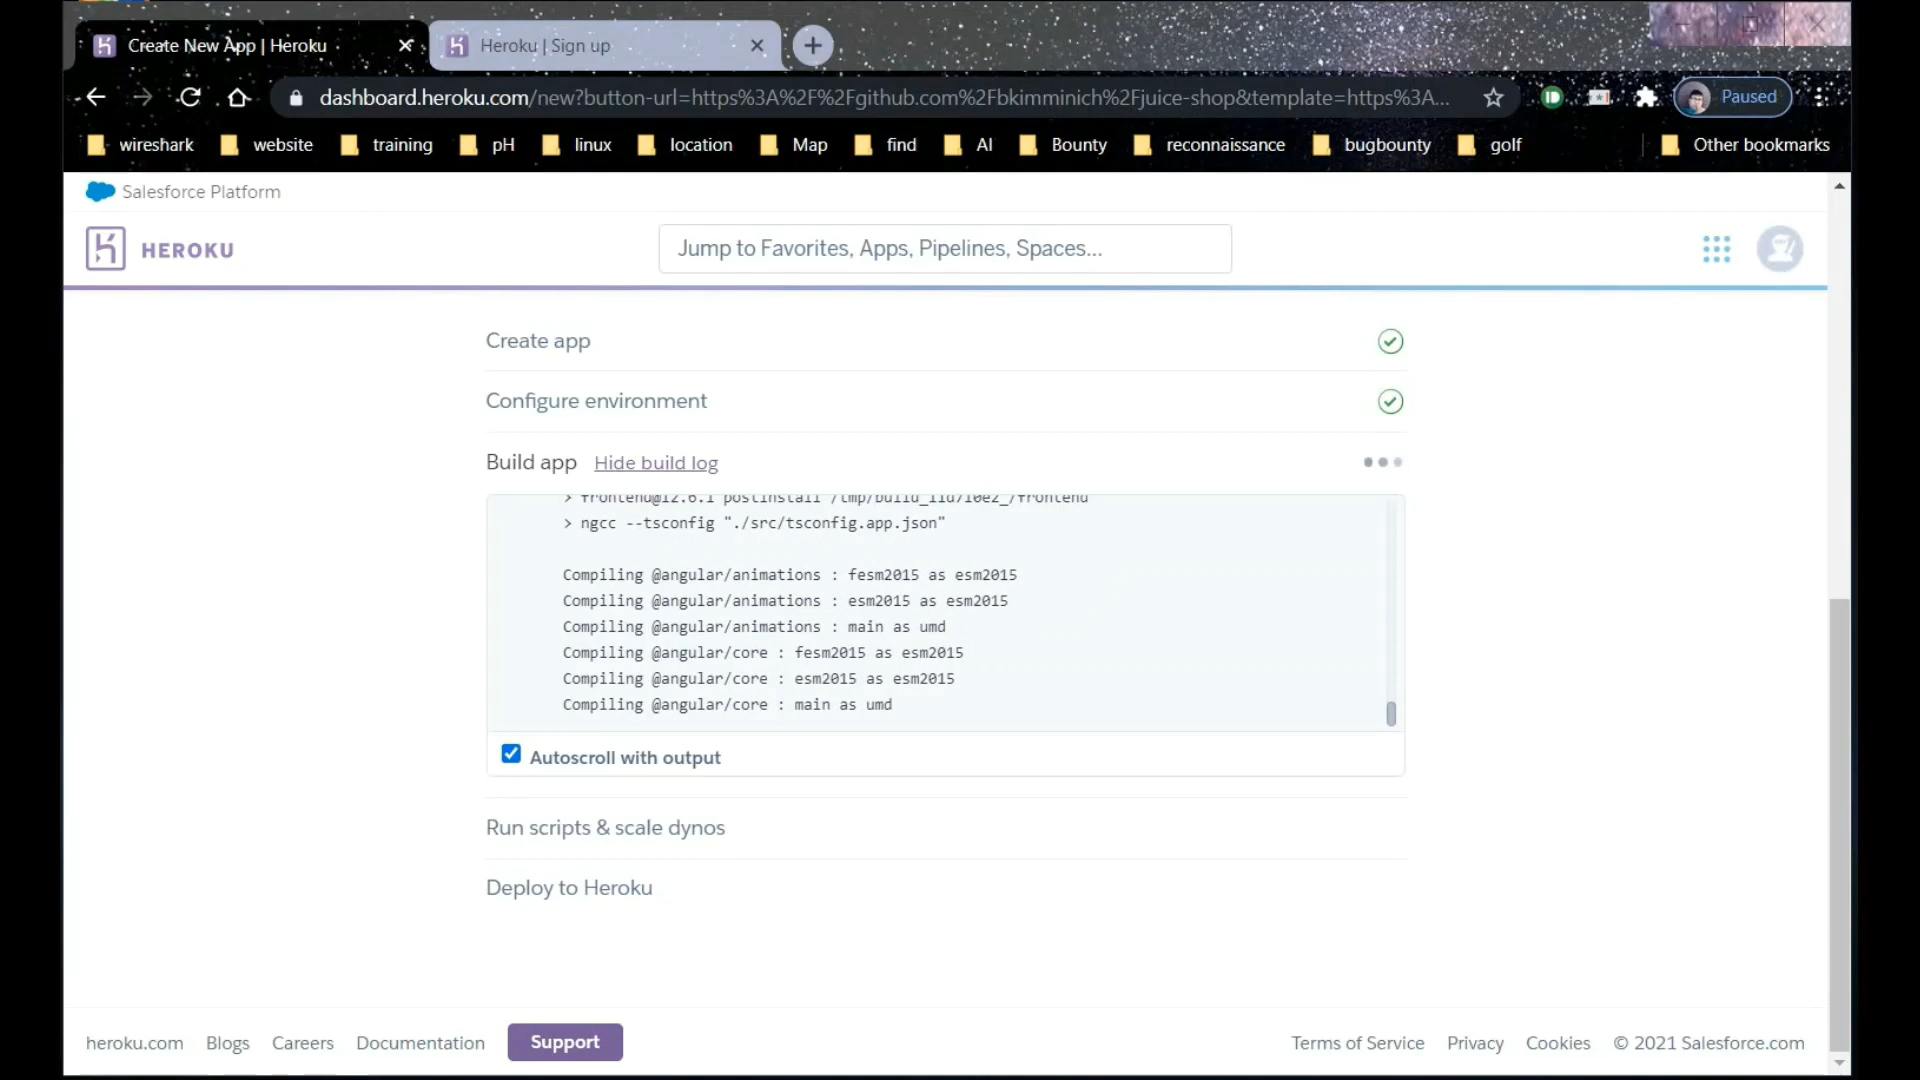 Create New App | Heroku
Heroku | Sign up
dashboard.heroku.com/new?button-url=https%3A%2F%2Fgithub.com%2Fbkimminich%2Fjuice-shop&template=https%3A...
Paused
wireshark website training pH linux location Map find AI Bounty reconnaissance bugbounty golf Other bookmarks
Salesforce Platform
HEROKU
Jump to Favorites, Apps, Pipelines, Spaces...
Create app
Configure environment
Build app Hide build log
> frontend@12.6.1 postinstall
> ngcc --tsconfig "./src/tsconfig.app.json"
Compiling @angular/animations : fesm2015 as esm2015
Compiling @angular/animations : esm2015 as esm2015
Compiling @angular/animations : main as umd
Compiling @angular/core : fesm2015 as esm2015
Compiling @angular/core : esm2015 as esm2015
Compiling @angular/core : main as umd
Autoscroll with output
Run scripts & scale dynos
Deploy to Heroku
heroku.com Blogs Careers Documentation Support Terms of Service Privacy Cookies © 2021 Salesforce.com